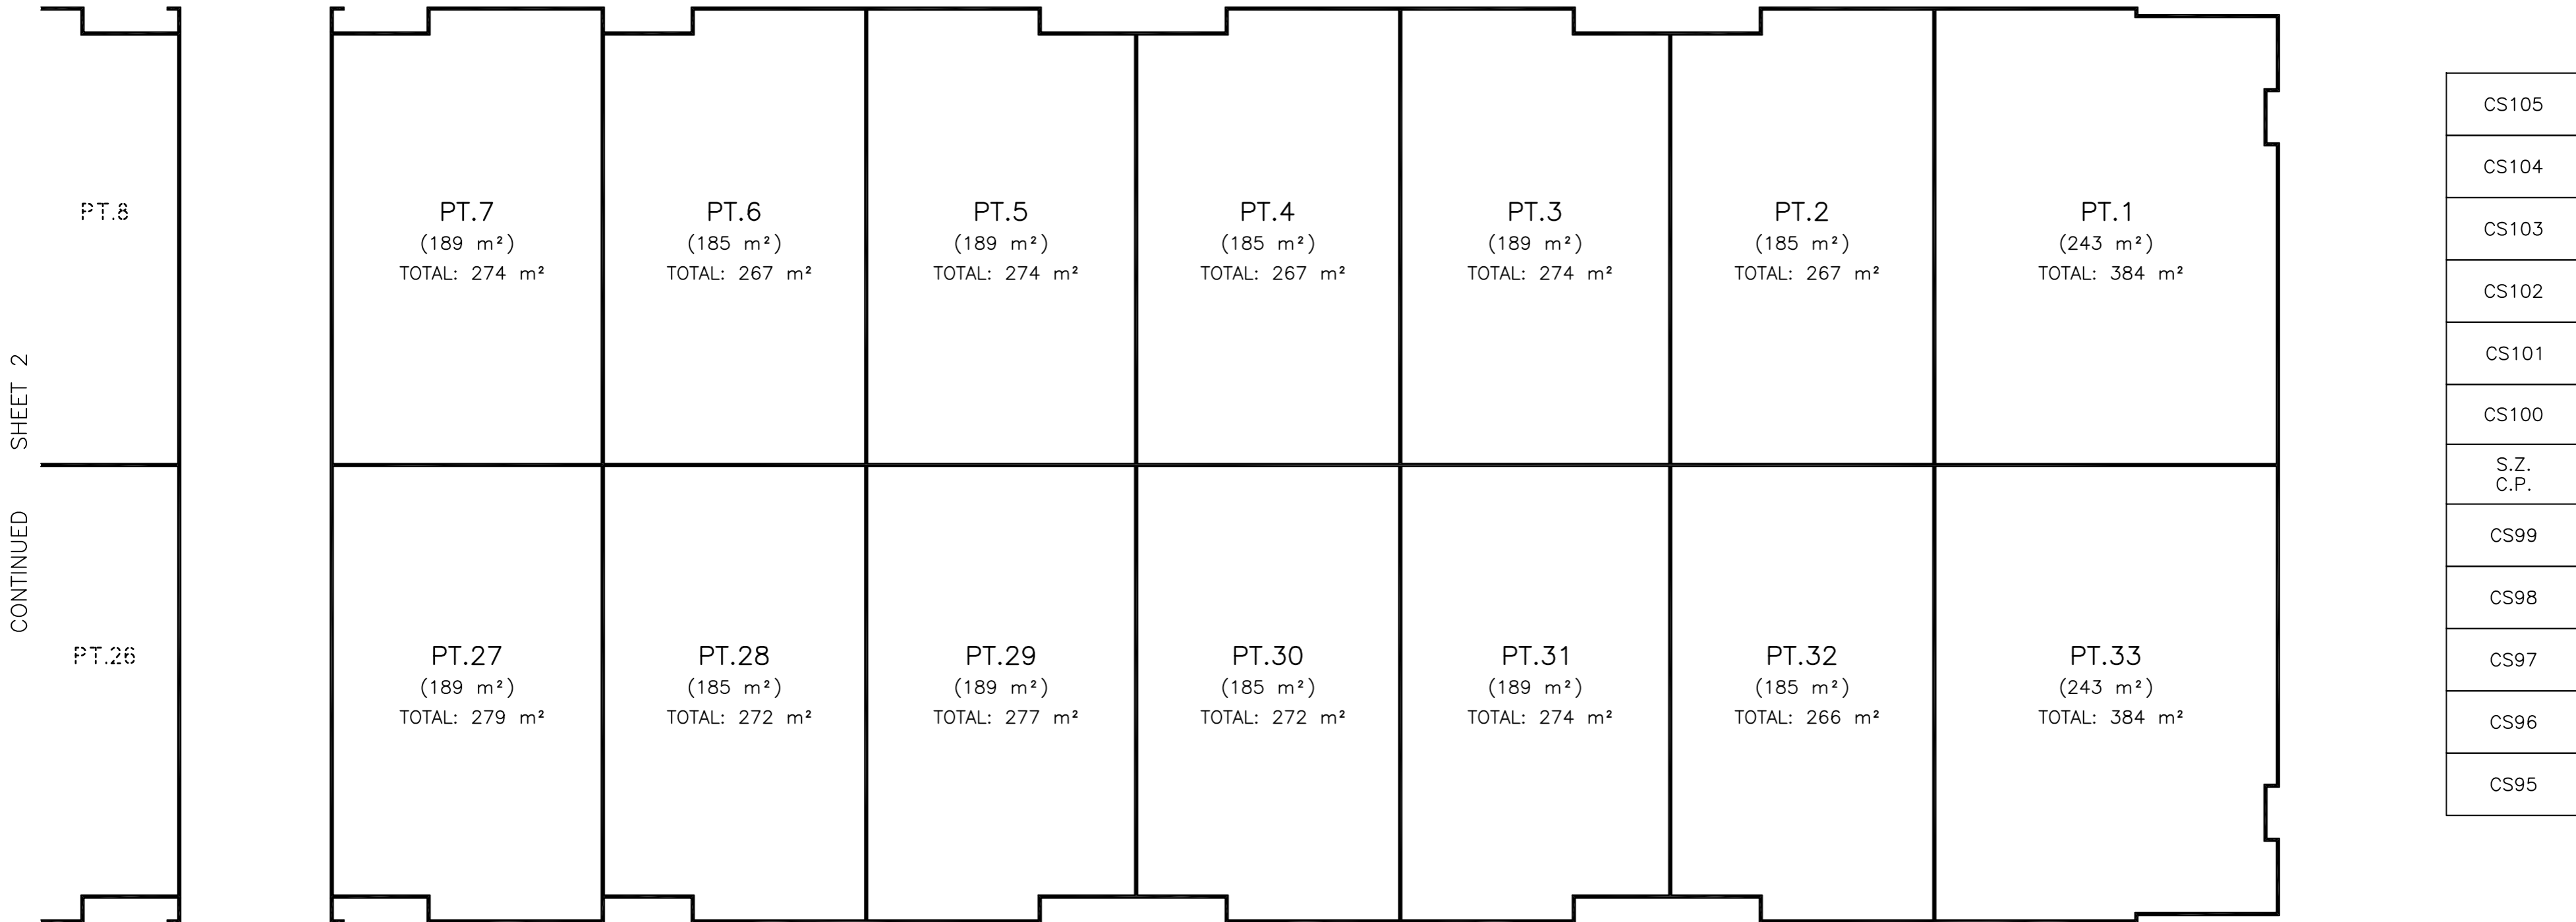 PT.8
PT.7
(189 m²)
TOTAL: 274 m²
PT.6
(185 m²)
TOTAL: 267 m²
PT.5
(189 m²)
TOTAL: 274 m²
PT.4
(185 m²)
TOTAL: 267 m²
PT.3
(189 m²)
TOTAL: 274 m²
PT.2
(185 m²)
TOTAL: 267 m²
PT.1
(243 m²)
TOTAL: 384 m²
CONTINUED SHEET 2
PT.26
PT.27
(189 m²)
TOTAL: 279 m²
PT.28
(185 m²)
TOTAL: 272 m²
PT.29
(189 m²)
TOTAL: 277 m²
PT.30
(185 m²)
TOTAL: 272 m²
PT.31
(189 m²)
TOTAL: 274 m²
PT.32
(185 m²)
TOTAL: 266 m²
PT.33
(243 m²)
TOTAL: 384 m²
CS105
CS104
CS103
CS102
CS101
CS100
S.Z.
C.P.
CS99
CS98
CS97
CS96
CS95